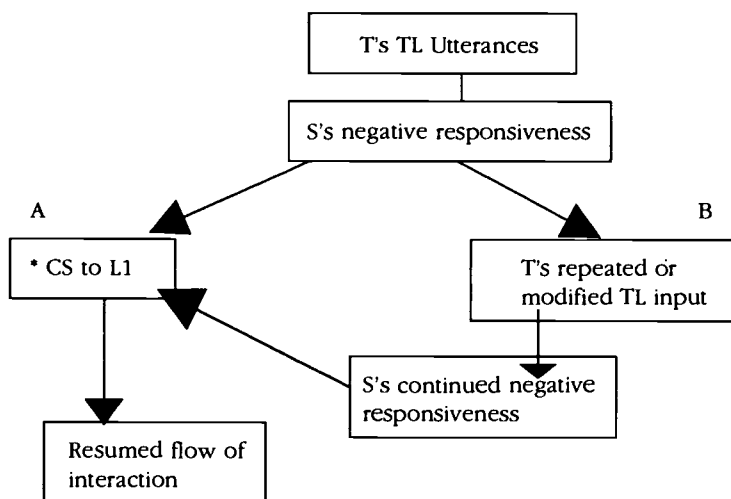 T's TL Utterances
S's negative responsiveness
A
B
* CS to L1
T's repeated or
modified TL input
S's continued negative
responsiveness
Resumed flow of
interaction